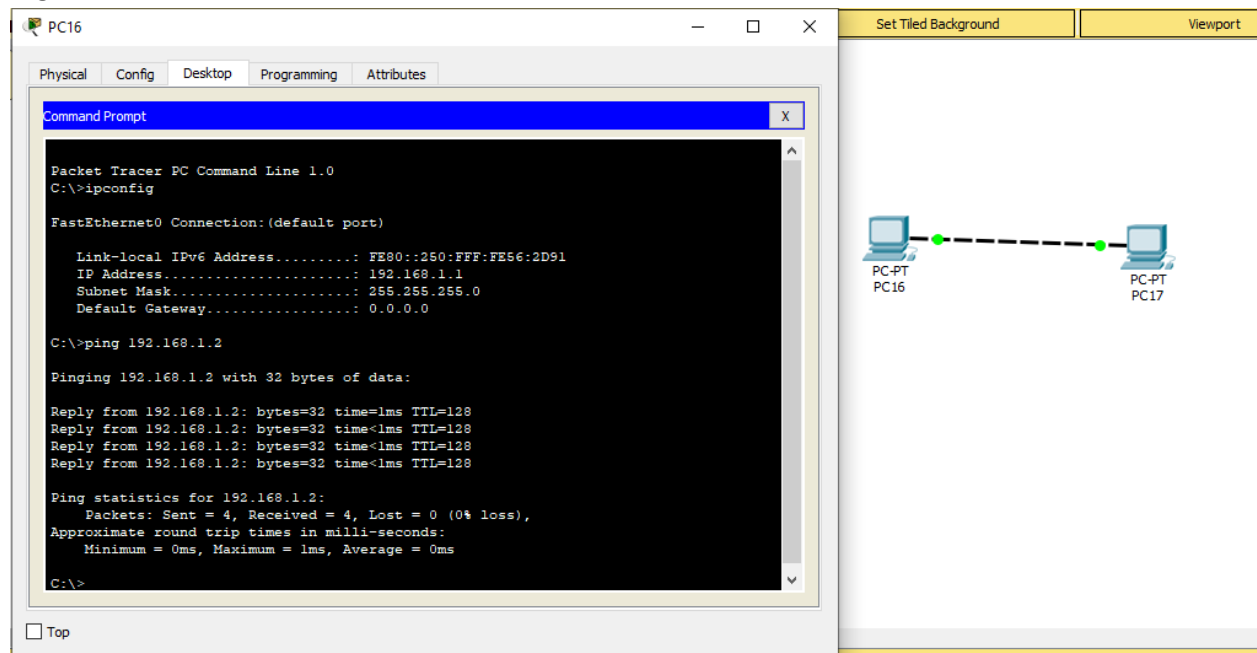 PC16
Set Tiled Background
Viewport
Physical Config Desktop Programming Attributes
Command Prompt
X
Packet Tracer PC Command Line 1.0
C:\>ipconfig
FastEthernet0 Connection:(default port)
Link-local IPv6 Address.........: FE80::250:FFF:FE56:2D91
IP Address......................: 192.168.1.1
Subnet Mask.....................: 255.255.255.0
Default Gateway.................: 0.0.0.0
C:\>ping 192.168.1.2
Pinging 192.168.1.2 with 32 bytes of data:
Reply from 192.168.1.2: bytes=32 time=1ms TTL=128
Reply from 192.168.1.2: bytes=32 time<1ms TTL=128
Reply from 192.168.1.2: bytes=32 time<1ms TTL=128
Reply from 192.168.1.2: bytes=32 time<1ms TTL=128
Ping statistics for 192.168.1.2:
Packets: Sent = 4, Received = 4, Lost = 0 (0% loss),
Approximate round trip times in milli-seconds:
Minimum = 0ms, Maximum = 1ms, Average = 0ms
C:\>
Top
PC-PT
PC16
PC-PT
PC17